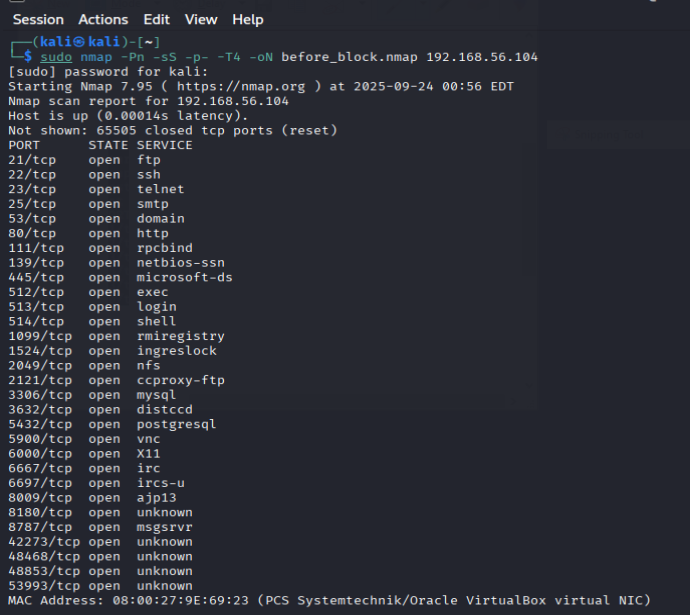 Session Actions Edit View Help
┌──(kali㉿kali)-[~]
└─$ sudo nmap -Pn -sS -p- -T4 -oN before_block.nmap 192.168.56.104
[sudo] password for kali:
Starting Nmap 7.95 ( https://nmap.org ) at 2025-09-24 00:56 EDT
Nmap scan report for 192.168.56.104
Host is up (0.00014s latency).
Not shown: 65505 closed tcp ports (reset)
PORT      STATE SERVICE
21/tcp    open  ftp
22/tcp    open  ssh
23/tcp    open  telnet
25/tcp    open  smtp
53/tcp    open  domain
80/tcp    open  http
111/tcp   open  rpcbind
139/tcp   open  netbios-ssn
445/tcp   open  microsoft-ds
512/tcp   open  exec
513/tcp   open  login
514/tcp   open  shell
1099/tcp  open  rmiregistry
1524/tcp  open  ingreslock
2049/tcp  open  nfs
2121/tcp  open  ccproxy-ftp
3306/tcp  open  mysql
3632/tcp  open  distccd
5432/tcp  open  postgresql
5900/tcp  open  vnc
6000/tcp  open  X11
6667/tcp  open  irc
6697/tcp  open  ircs-u
8009/tcp  open  ajp13
8180/tcp  open  unknown
8787/tcp  open  msgsrvr
42273/tcp open  unknown
48468/tcp open  unknown
48853/tcp open  unknown
53993/tcp open  unknown
MAC Address: 08:00:27:9E:69:23 (PCS Systemtechnik/Oracle VirtualBox virtual NIC)